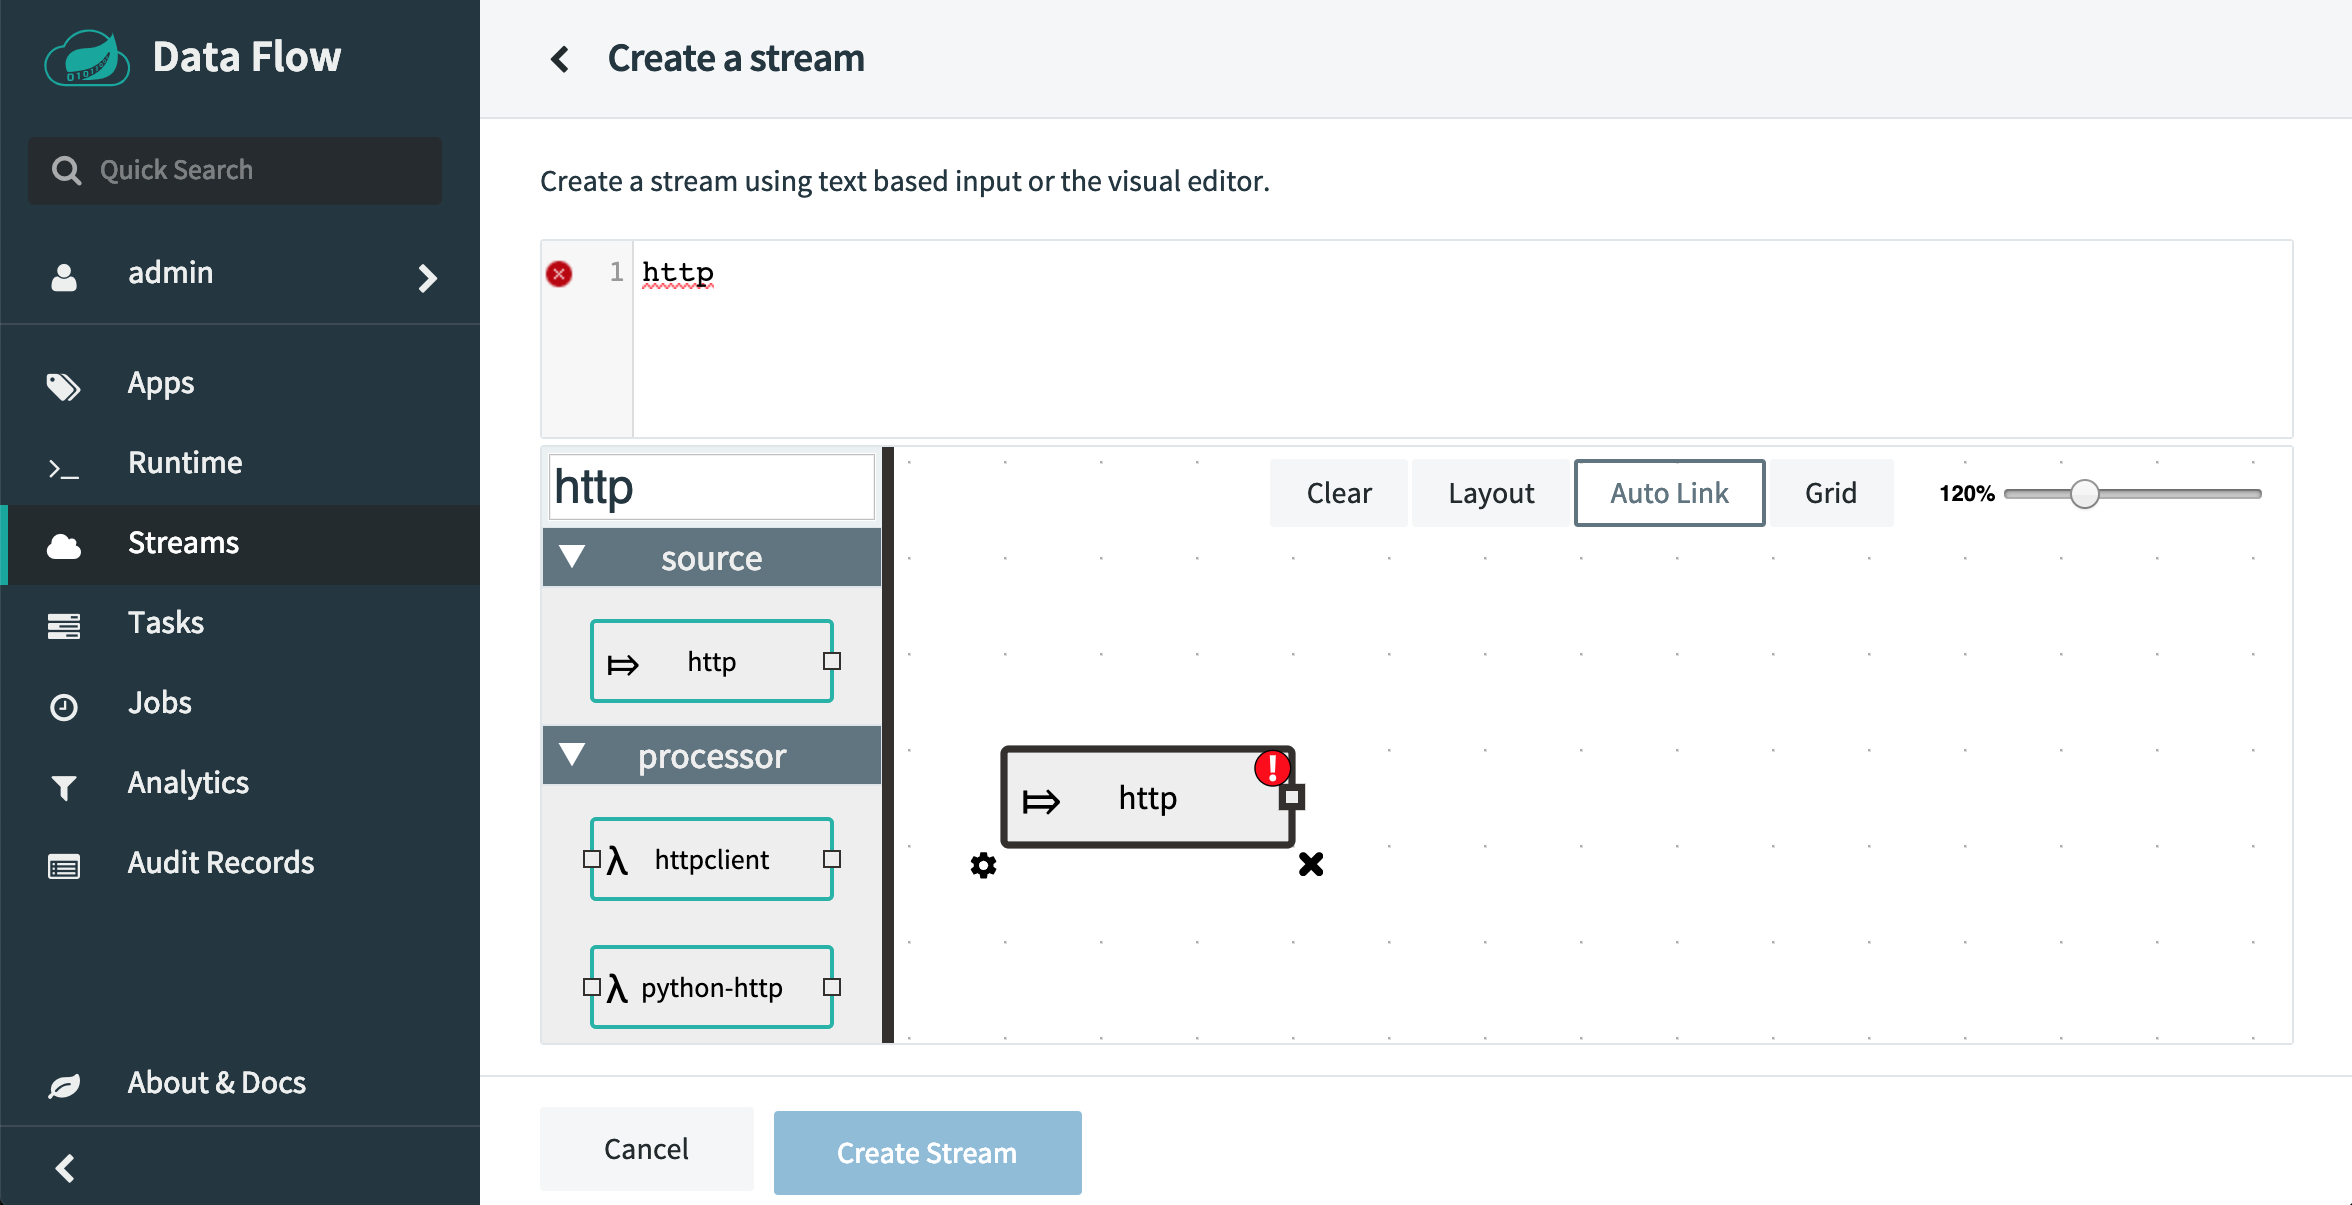 Data Flow
Quick Search
admin
Apps
Runtime
Streams
Tasks
Jobs
Analytics
Audit Records
About & Docs
Create a stream
Create a stream using text based input or the visual editor.
1 http
http
source
http
processor
httpclient
python-http
Clear Layout Auto Link Grid 120%
http
Cancel Create Stream